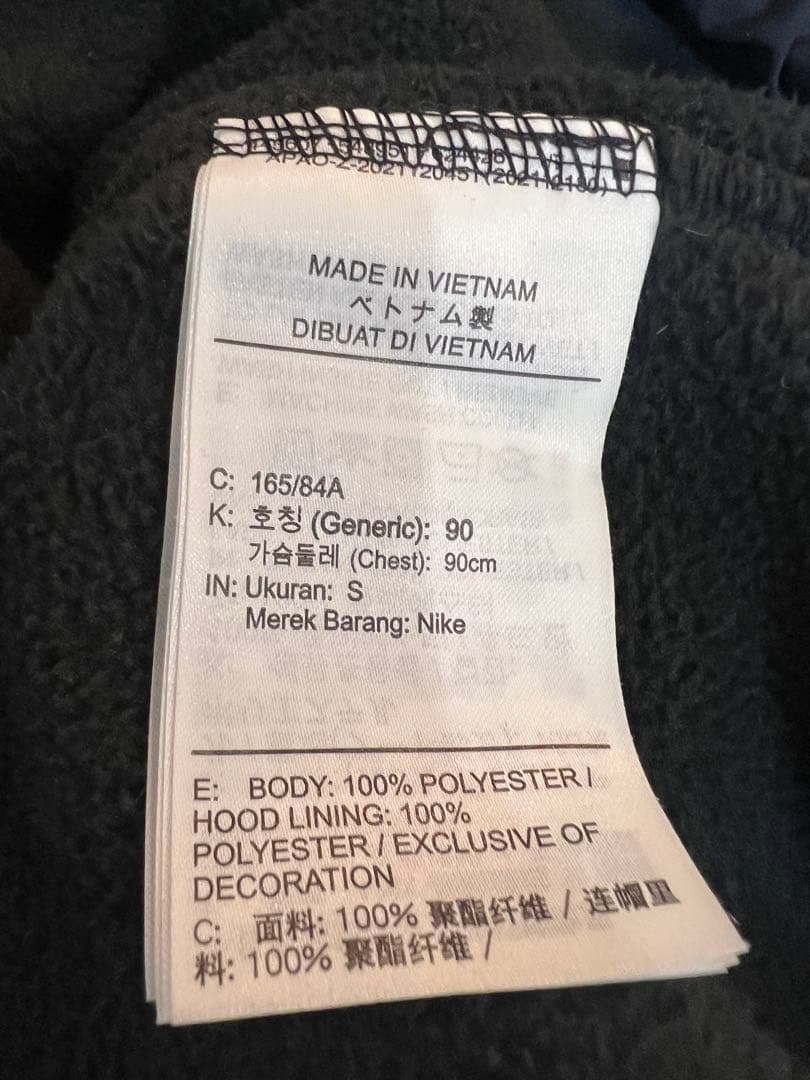 MADE IN VIETNAM
ベトナム製
DIBUAT DI VIETNAM
C: 165/84A
K: 호칭 (Generic): 90
가슴둘레 (Chest): 90cm
IN: Ukuran: S
Merek Barang: Nike
E: BODY: 100% POLYESTER /
HOOD LINING: 100%
POLYESTER / EXCLUSIVE OF
DECORATION
C: 面料: 100% 聚酯纤维 / 连帽里
料: 100% 聚酯纤维 /